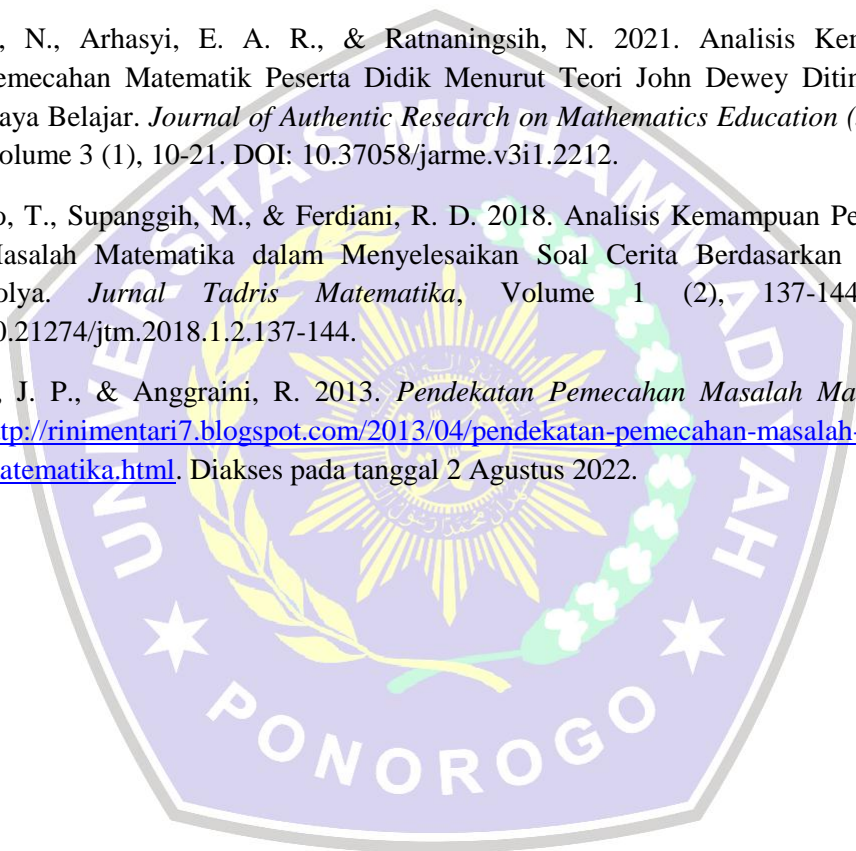 , N., Arhasyi, E. A. R., & Ratnaningsih, N. 2021. Analisis Ken
emecahan Matematik Peserta Didik Menurut Teori John Dewey Ditin
aya Belajar. Journal of Authentic Research on Mathematics Education (
olume 3 (1), 10-21. DOI: 10.37058/jarme.v3i1.2212.
o, T., Supanggih, M., & Ferdiani, R. D. 2018. Analisis Kemampuan Pe
Masalah Matematika dalam Menyelesaikan Soal Cerita Berdasarkan
olya. Jurnal Tadris Matematika, Volume 1 (2), 137-144
0.21274/jtm.2018.1.2.137-144.
, J. P., & Anggraini, R. 2013. Pendekatan Pemecahan Masalah Ma
tp://rinimentari7.blogspot.com/2013/04/pendekatan-pemecahan-masalah-
atematika.html. Diakses pada tanggal 2 Agustus 2022.
UNIVERSITAS MUHAMMADIYAH
PONOROGO